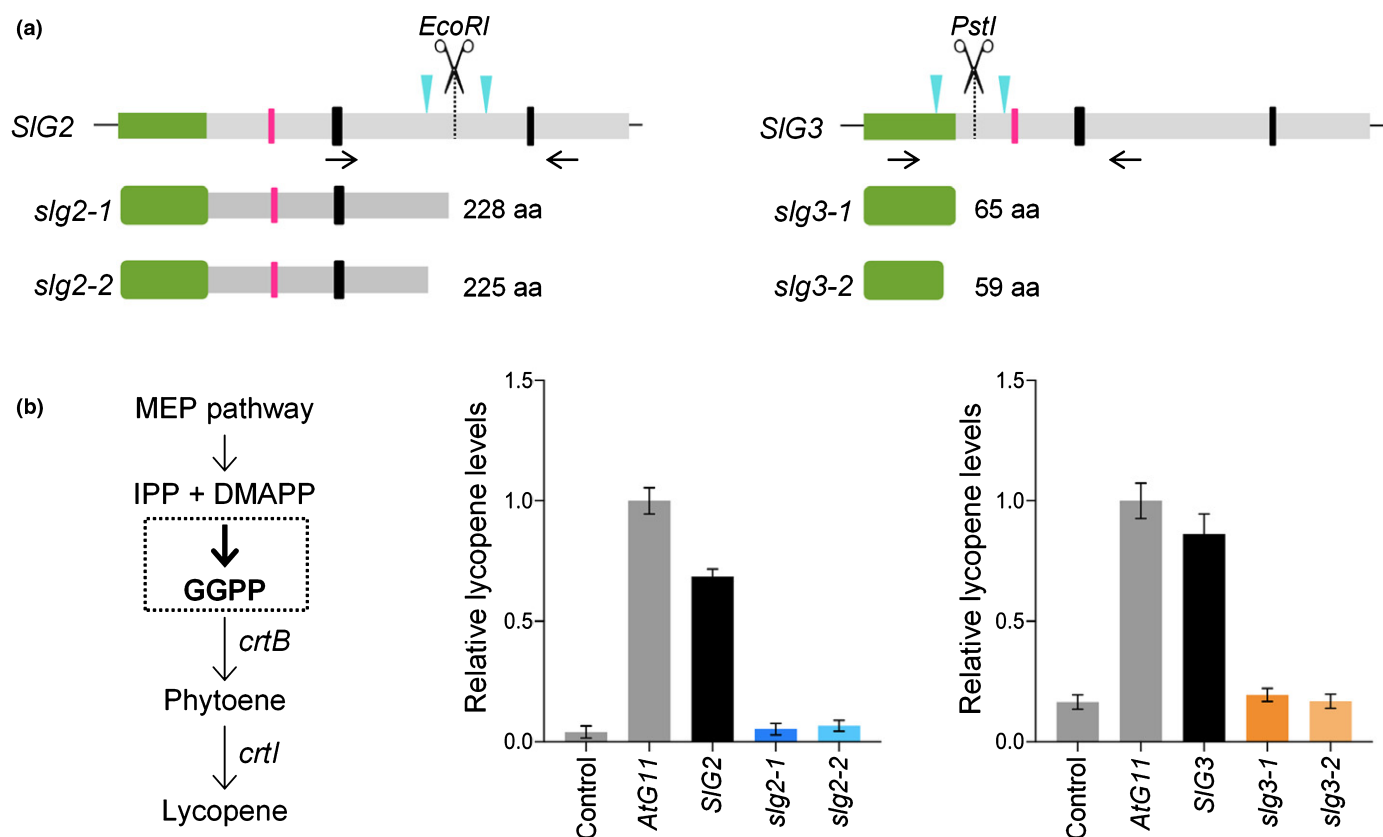 (a)
EcoRI
PstI
SlG2
SlG3
slg2-1
228 aa
slg3-1
65 aa
slg2-2
225 aa
slg3-2
59 aa
(b)
MEP pathway
IPP + DMAPP
GGPP
crtB
Phytoene
crtI
Lycopene
Relative lycopene levels
1.5
1.0
0.5
0.0
Control
AtG11
SlG2
slg2-1
slg2-2
Relative lycopene levels
1.5
1.0
0.5
0.0
Control
AtG11
SlG3
slg3-1
slg3-2